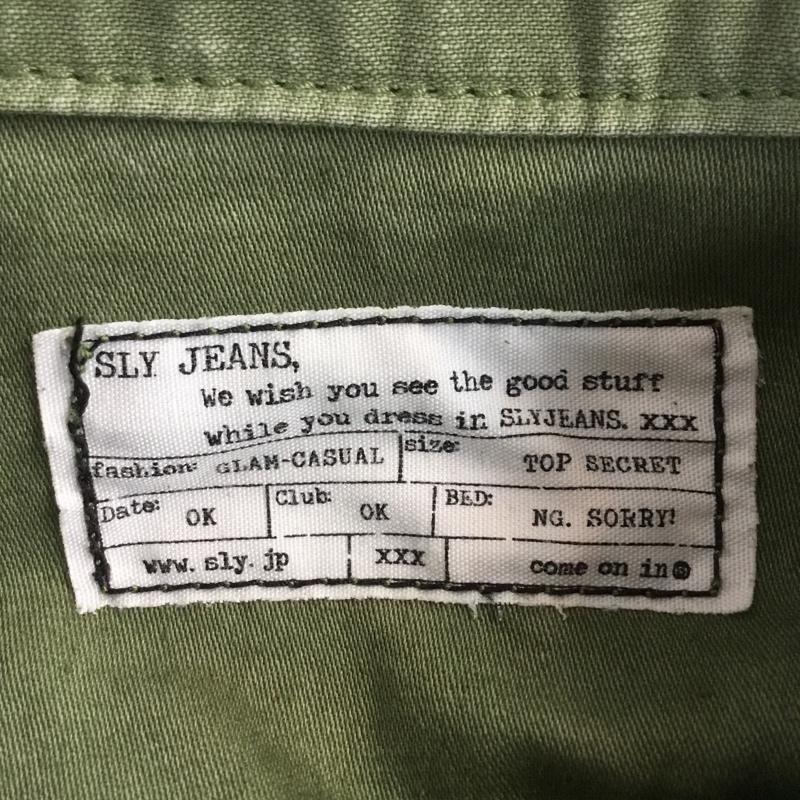 SLY JEANS,
We wish you see the good stuff
while you dress in SLYJEANS. XXX
fashion: GLAM-CASUAL size: TOP SECRET
Date: OK Club: OK BED: NG. SORRY!
www.sly.jp XXX come on in®